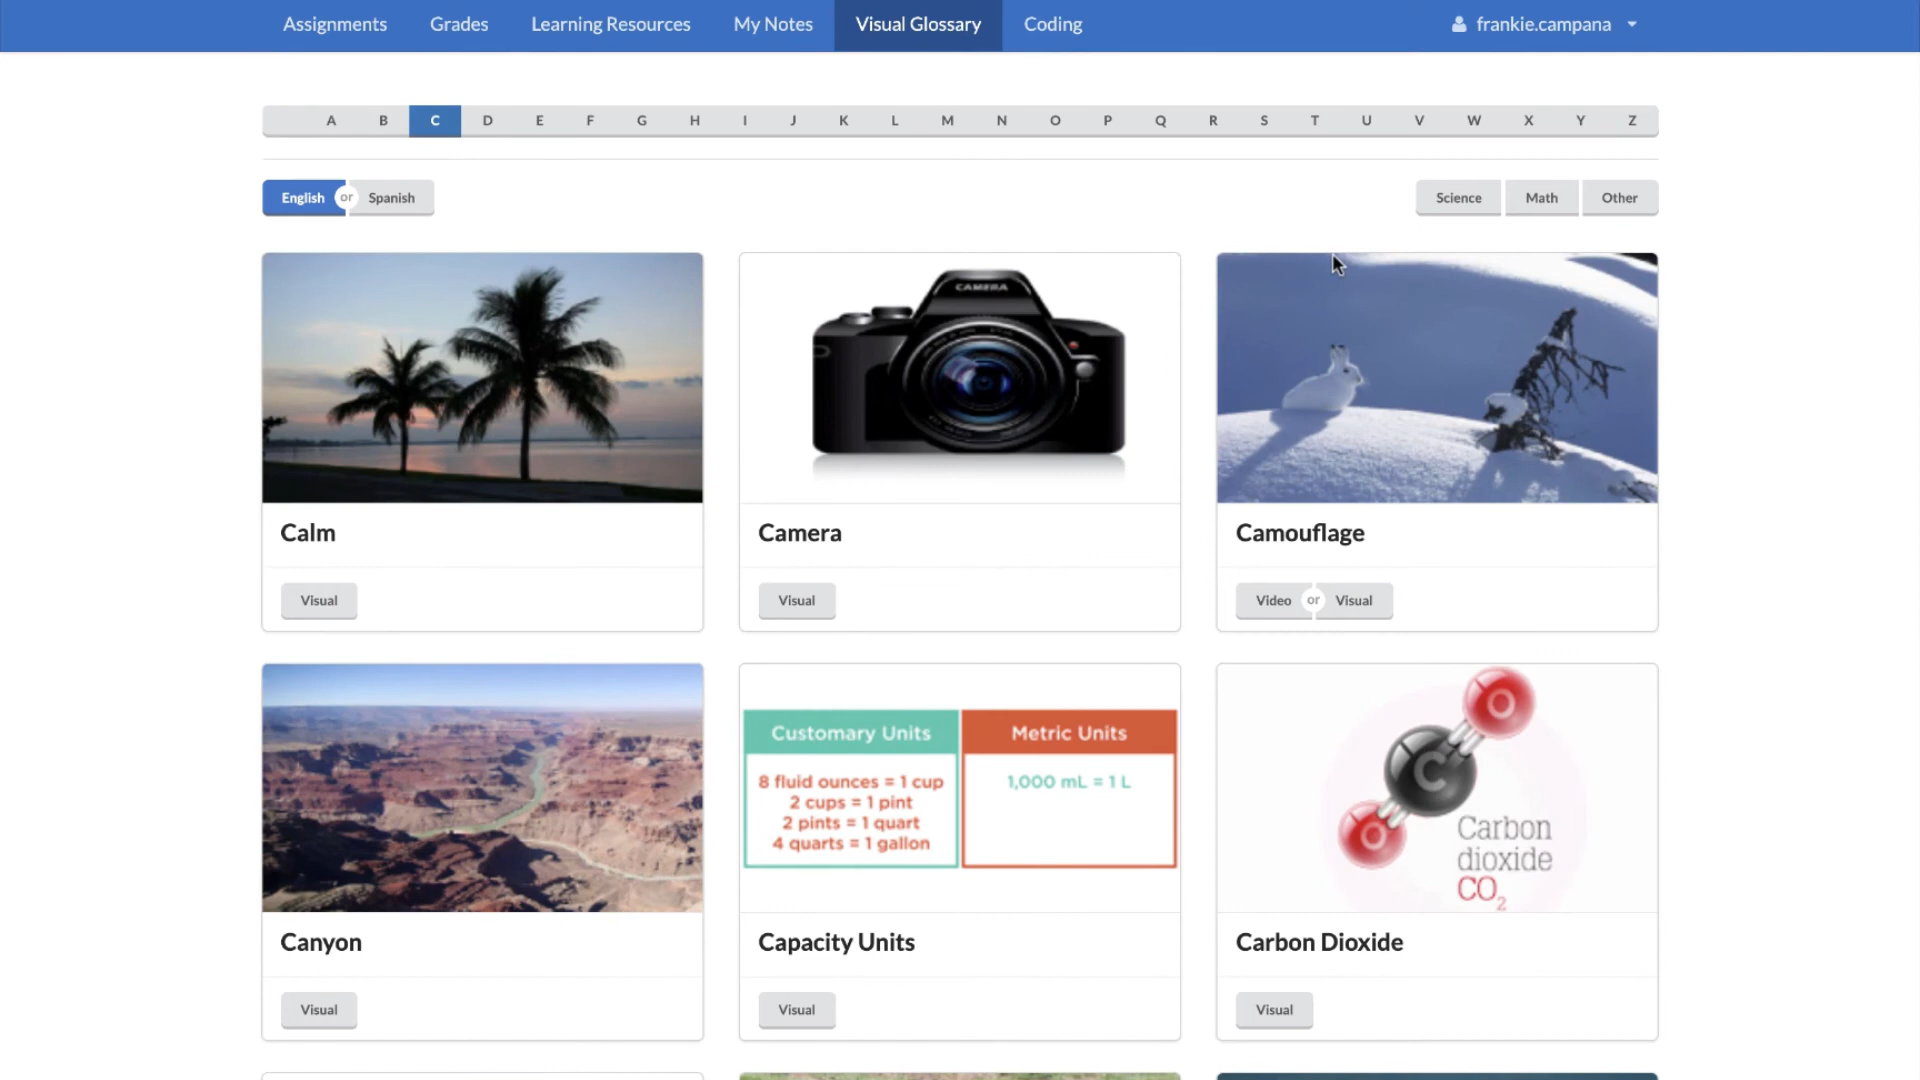 Assignments Grades Learning Resources My Notes Visual Glossary Coding frankie.campana
A B C D E F G H I J K L M N O P Q R S T U V W X Y Z
English or Spanish Science Math Other
CAMERA
Calm
Visual
Camera
Visual
Camouflage
Video or Visual
Canyon
Visual
Customary Units
8 fluid ounces = 1 cup
2 cups = 1 pint
2 pints = 1 quart
4 quarts = 1 gallon
Metric Units
1,000 mL = 1 L
Capacity Units
Visual
O
C
O
Carbon
dioxide
CO2
Carbon Dioxide
Visual